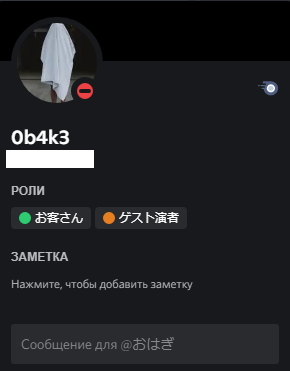 0b4k3
РОЛИ
お客さん ゲスト演者
ЗАМЕТКА
Нажмите, чтобы добавить заметку
Сообщение для @おはぎ